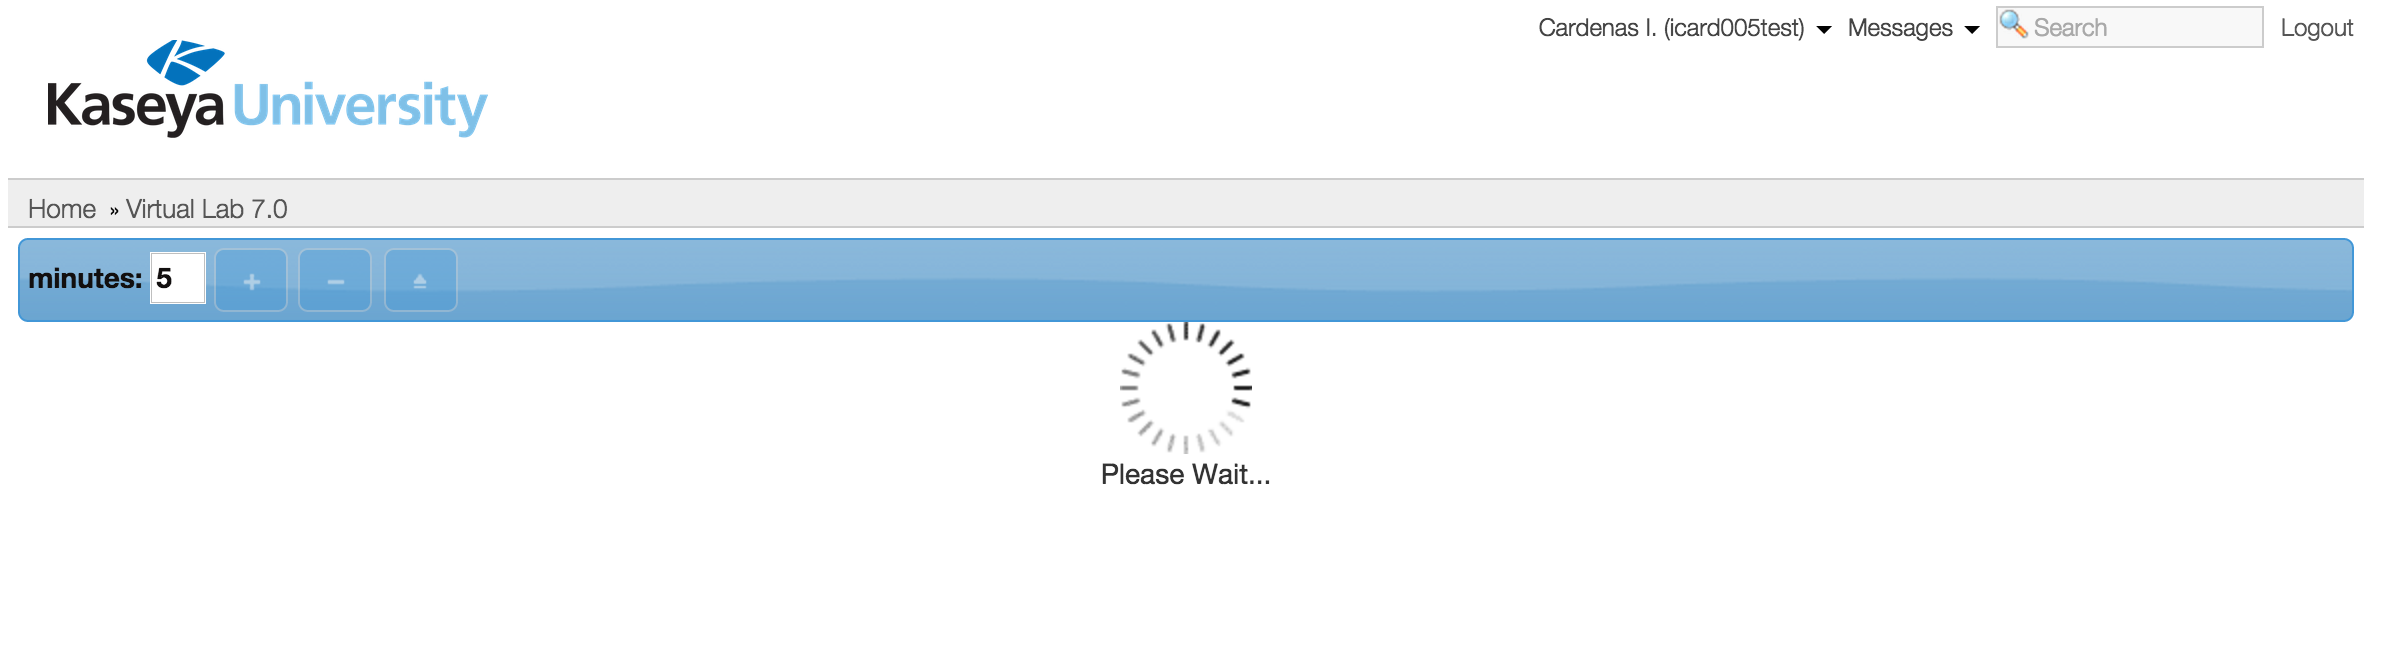 Cardenas I. (icard005test) Messages Search Logout
Kaseya University
Home » Virtual Lab 7.0
minutes: 5 + −
Please Wait...